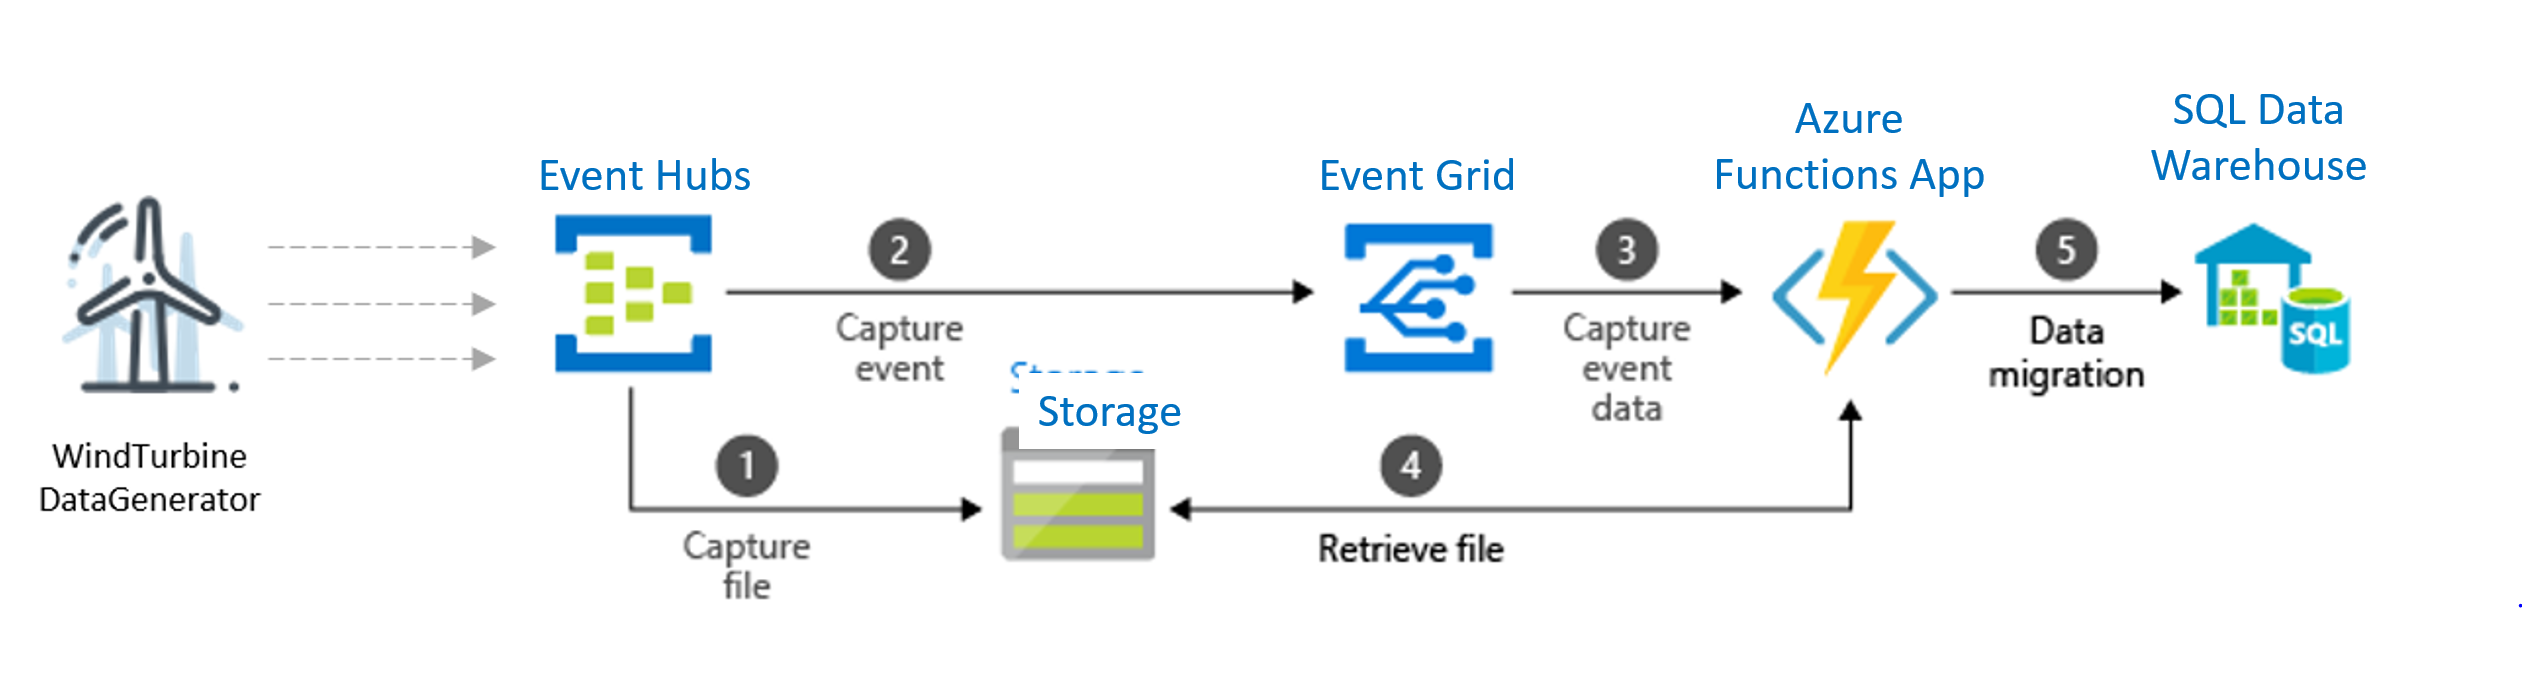 WindTurbine
DataGenerator
Event Hubs
1
Capture
file
2
Capture
event
Storage
Storage
Event Grid
3
Capture
event
data
4
Retrieve file
Azure
Functions App
5
Data
migration
SQL Data
Warehouse
SQL